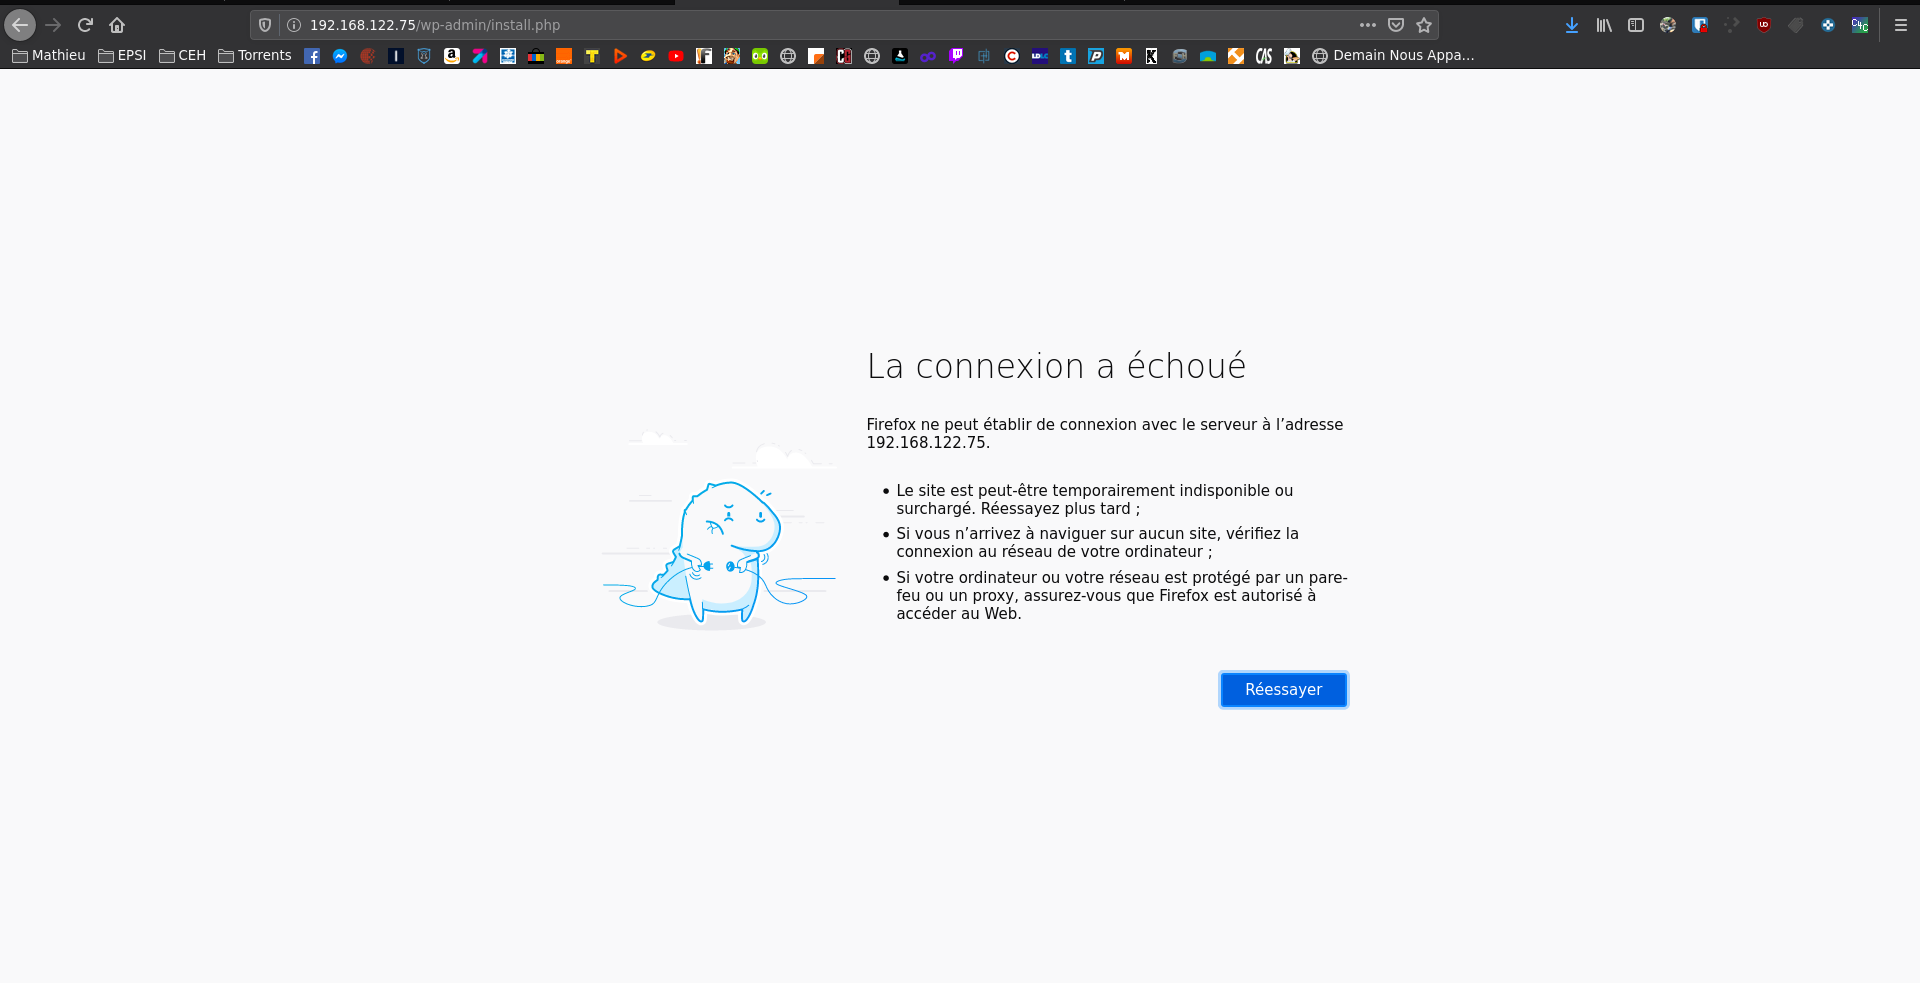 192.168.122.75/wp-admin/install.php
Mathieu EPSI CEH Torrents Demain Nous Appa...
La connexion a échoué
Firefox ne peut établir de connexion avec le serveur à l’adresse
192.168.122.75.
• Le site est peut-être temporairement indisponible ou
surchargé. Réessayez plus tard ;
• Si vous n’arrivez à naviguer sur aucun site, vérifiez la
connexion au réseau de votre ordinateur ;
• Si votre ordinateur ou votre réseau est protégé par un pare-
feu ou un proxy, assurez-vous que Firefox est autorisé à
accéder au Web.
Réessayer